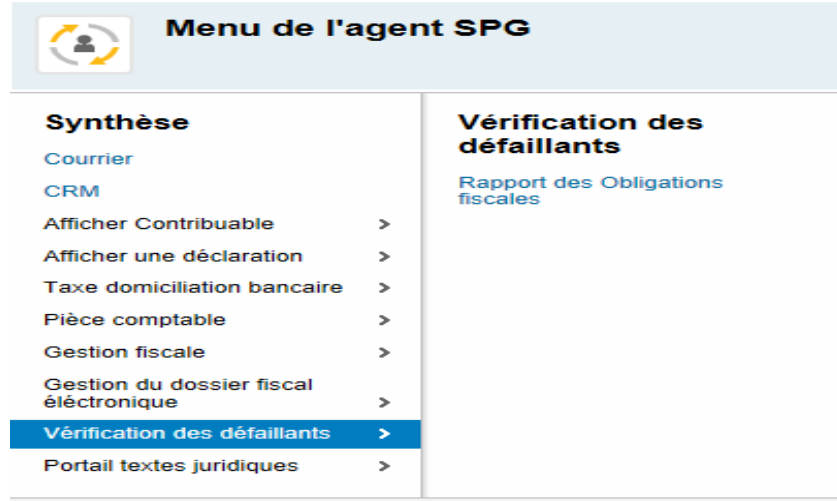 Menu de l'agent SPG
Synthèse
Courrier
CRM
Afficher Contribuable
Afficher une déclaration
Taxe domiciliation bancaire
Pièce comptable
Gestion fiscale
Gestion du dossier fiscal
éléctronique
Vérification des défaillants
Portail textes juridiques
Vérification des
défaillants
Rapport des Obligations
fiscales